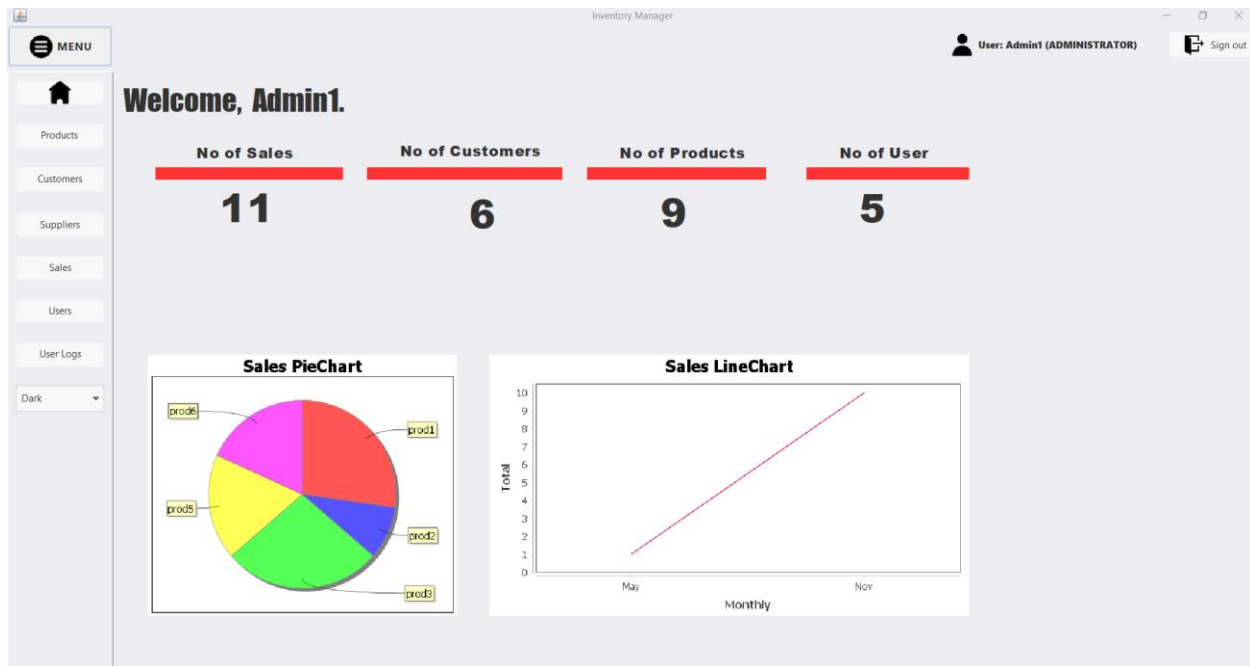 Inventory Manager
MENU
User: Admin1 (ADMINISTRATOR)
Sign out
Products
Customers
Suppliers
Sales
Users
User Logs
Dark
Welcome, Admin1.
No of Sales
11
No of Customers
6
No of Products
9
No of User
5
Sales PieChart
prod6
prod1
prod5
prod2
prod3
Sales LineChart
Total
10
9
8
7
6
5
4
3
2
1
0
May
Nov
Monthly